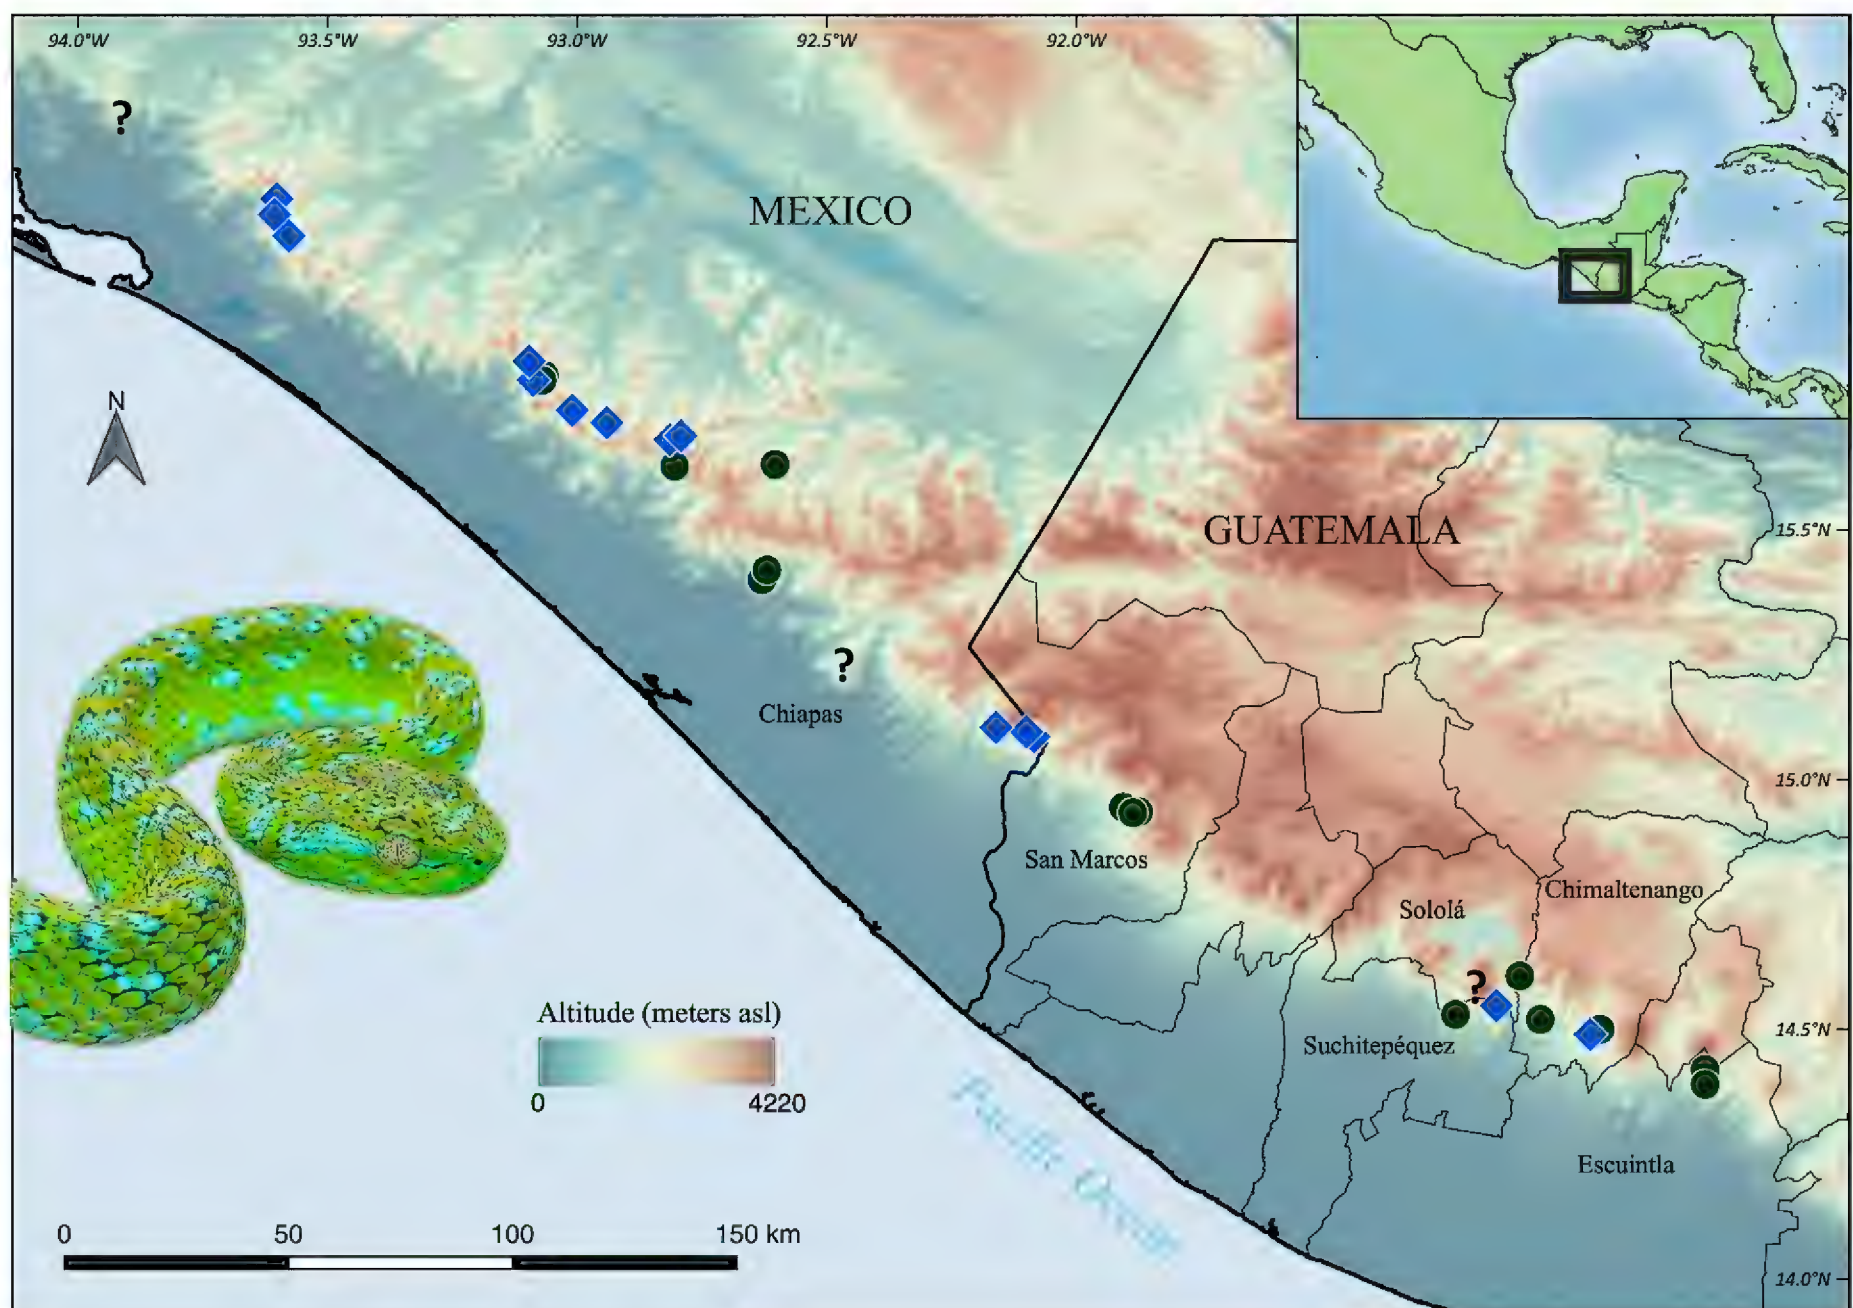 94.0°W 93.5°W 93.0°W 92.5°W 92.0°W
?
MEXICO
N
GUATEMALA
15.5°N
?
Chiapas
15.0°N
San Marcos
Chimaltenango
Sololá
?
Altitude (meters asl)
14.5°N
Suchitepéquez
0 4220
Pacific Ocean
Escuintla
0 50 100 150 km
14.0°N